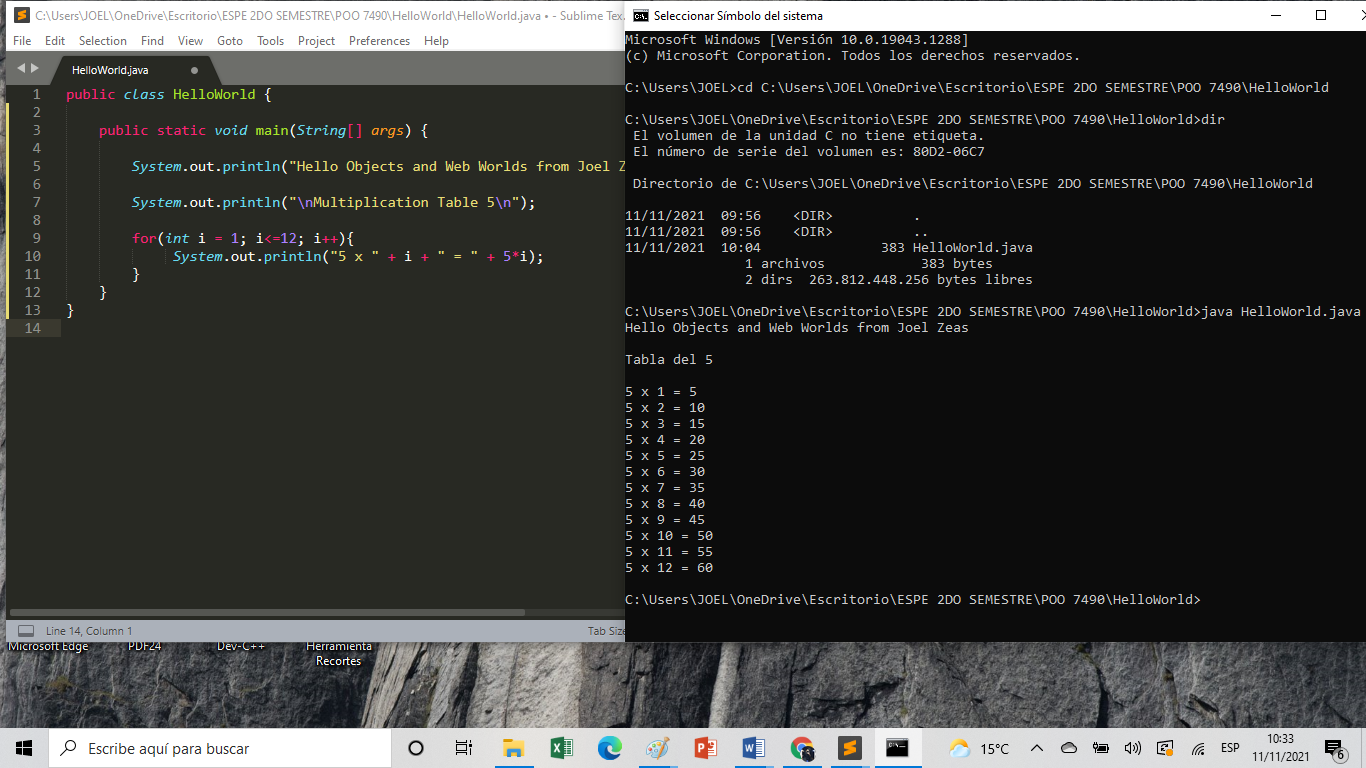 C:\Users\JOEL\OneDrive\Escritorio\ESPE 2DO SEMESTRE\POO 7490\HelloWorld\HelloWorld.java • - Sublime Tex
File Edit Selection Find View Goto Tools Project Preferences Help
HelloWorld.java
1 public class HelloWorld {
2
3 public static void main(String[] args) {
4
5 System.out.println("Hello Objects and Web Worlds from Joel Z
6
7 System.out.println("\nMultiplication Table 5\n");
8
9 for(int i = 1; i<=12; i++){
10 System.out.println("5 x " + i + " = " + 5*i);
11 }
12 }
13 }
14
Line 14, Column 1 Tab Size
Seleccionar Símbolo del sistema
Microsoft Windows [Versión 10.0.19043.1288]
(c) Microsoft Corporation. Todos los derechos reservados.
C:\Users\JOEL>cd C:\Users\JOEL\OneDrive\Escritorio\ESPE 2DO SEMESTRE\POO 7490\HelloWorld
C:\Users\JOEL\OneDrive\Escritorio\ESPE 2DO SEMESTRE\POO 7490\HelloWorld>dir
El volumen de la unidad C no tiene etiqueta.
El número de serie del volumen es: 80D2-06C7
Directorio de C:\Users\JOEL\OneDrive\Escritorio\ESPE 2DO SEMESTRE\POO 7490\HelloWorld
11/11/2021 09:56 <DIR> .
11/11/2021 09:56 <DIR> ..
11/11/2021 10:04 383 HelloWorld.java
1 archivos 383 bytes
2 dirs 263.812.448.256 bytes libres
C:\Users\JOEL\OneDrive\Escritorio\ESPE 2DO SEMESTRE\POO 7490\HelloWorld>java HelloWorld.java
Hello Objects and Web Worlds from Joel Zeas
Tabla del 5
5 x 1 = 5
5 x 2 = 10
5 x 3 = 15
5 x 4 = 20
5 x 5 = 25
5 x 6 = 30
5 x 7 = 35
5 x 8 = 40
5 x 9 = 45
5 x 10 = 50
5 x 11 = 55
5 x 12 = 60
C:\Users\JOEL\OneDrive\Escritorio\ESPE 2DO SEMESTRE\POO 7490\HelloWorld>
Microsoft Edge PDF24 Dev-C++ Herramienta
Recortes
Escribe aquí para buscar
15°C
ESP
10:33
11/11/2021
6